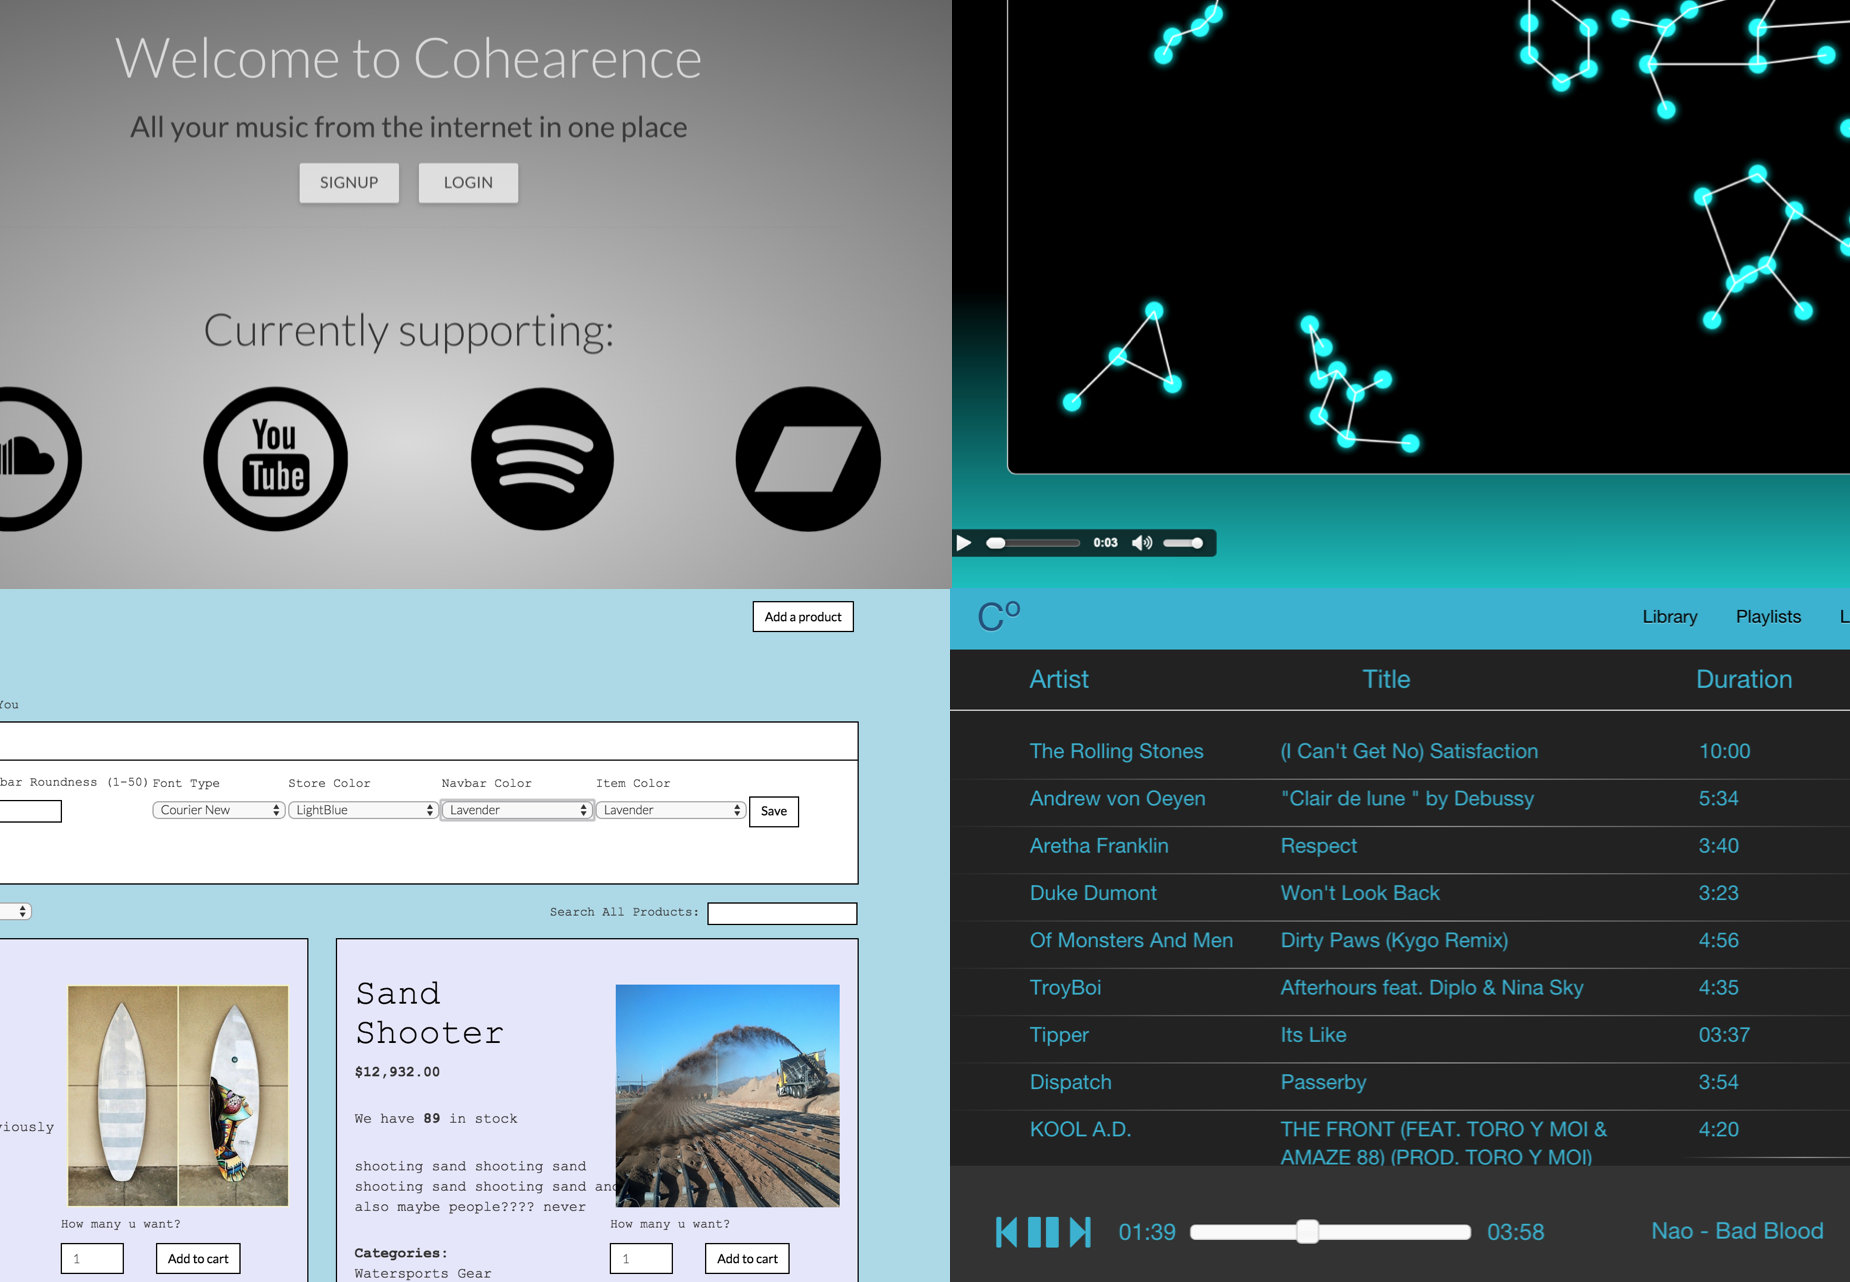 Welcome to Cohearence
All your music from the internet in one place
SIGNUP LOGIN
Currently supporting:
You
Tube
0:03
Add a product
You
bar Roundness (1-50) Font Type Store Color Navbar Color Item Color
Courier New LightBlue Lavender Lavender Save
Search All Products:
viously
How many u want?
1 Add to cart
Sand
Shooter
$12,932.00
We have 89 in stock
shooting sand shooting sand
shooting sand shooting sand and
also maybe people???? never
Categories:
Watersports Gear
How many u want?
1 Add to cart
Co Library Playlists L
Artist Title Duration
The Rolling Stones (I Can't Get No) Satisfaction 10:00
Andrew von Oeyen "Clair de lune " by Debussy 5:34
Aretha Franklin Respect 3:40
Duke Dumont Won't Look Back 3:23
Of Monsters And Men Dirty Paws (Kygo Remix) 4:56
TroyBoi Afterhours feat. Diplo & Nina Sky 4:35
Tipper Its Like 03:37
Dispatch Passerby 3:54
KOOL A.D. THE FRONT (FEAT. TORO Y MOI & 4:20
AMAZE 88) (PROD. TORO Y MOI)
01:39 03:58 Nao - Bad Blood